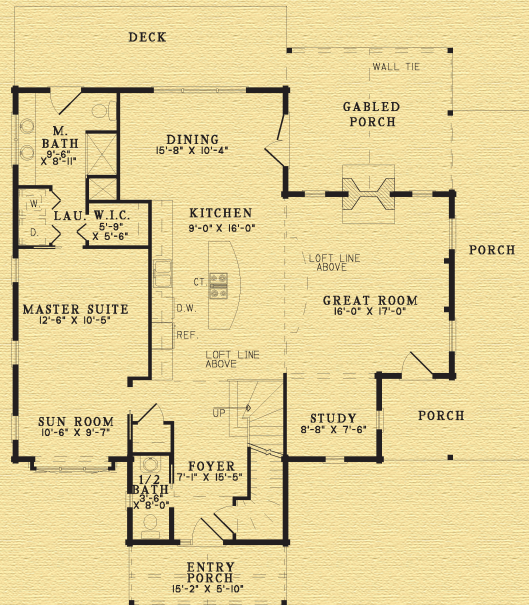 DECK
WALL TIE
GABLED
PORCH
M.
BATH
9'-6"
X 8'-11"
DINING
15'-8" X 10'-4"
W.
D.
LAU.
W.I.C.
5'-9"
X 5'-6"
KITCHEN
9'-0" X 16'-0"
PORCH
LOFT LINE
ABOVE
CT.
GREAT ROOM
16'-0" X 17'-0"
MASTER SUITE
12'-6" X 10'-5"
D.W.
REF.
LOFT LINE
ABOVE
UP
SUN ROOM
10'-6" X 9'-7"
STUDY
8'-8" X 7'-6"
PORCH
FOYER
7'-1" X 15'-5"
1/2
BATH
3'-6"
X 8'-0"
ENTRY
PORCH
15'-2" X 5'-10"